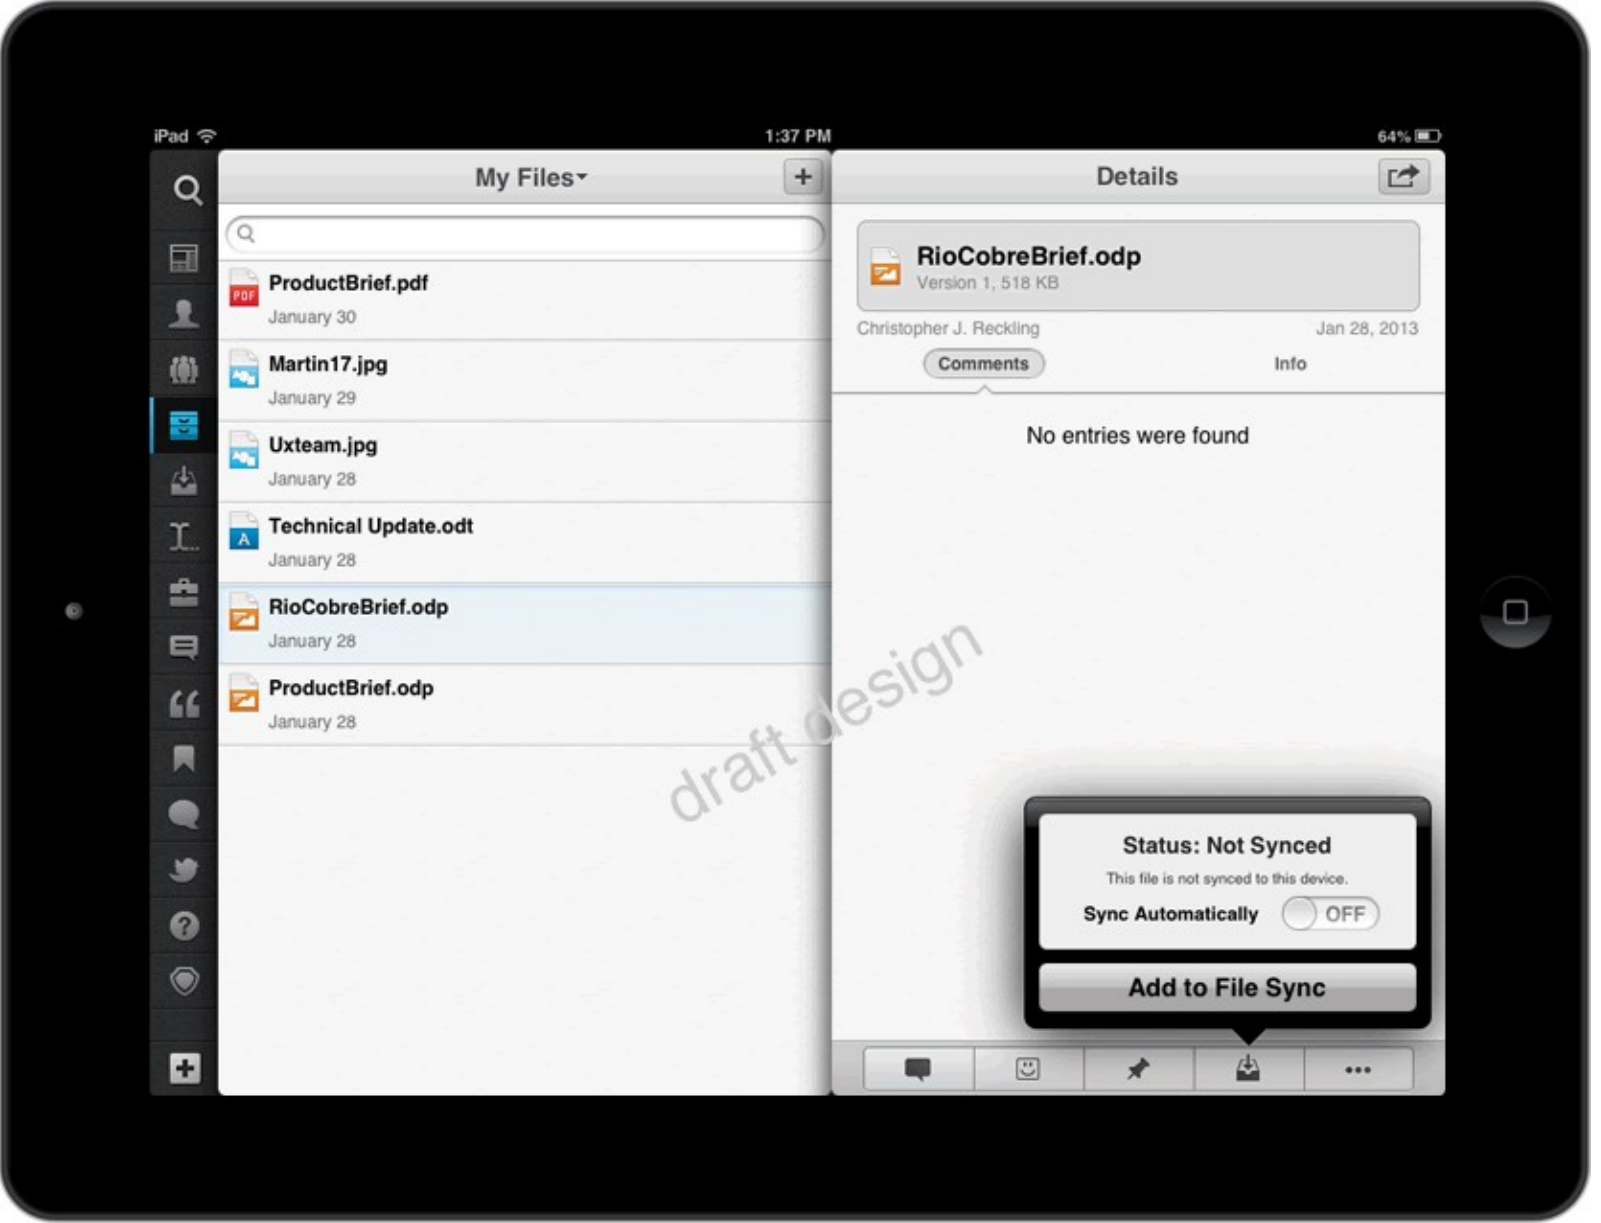 iPad
1:37 PM
64%
My Files
Details
ProductBrief.pdf
January 30
Martin17.jpg
January 29
Uxteam.jpg
January 28
Technical Update.odt
January 28
RioCobreBrief.odp
January 28
ProductBrief.odp
January 28
RioCobreBrief.odp
Version 1, 518 KB
Christopher J. Reckling
Jan 28, 2013
Comments
Info
No entries were found
draft design
Status: Not Synced
This file is not synced to this device.
Sync Automatically
OFF
Add to File Sync
PDF
A